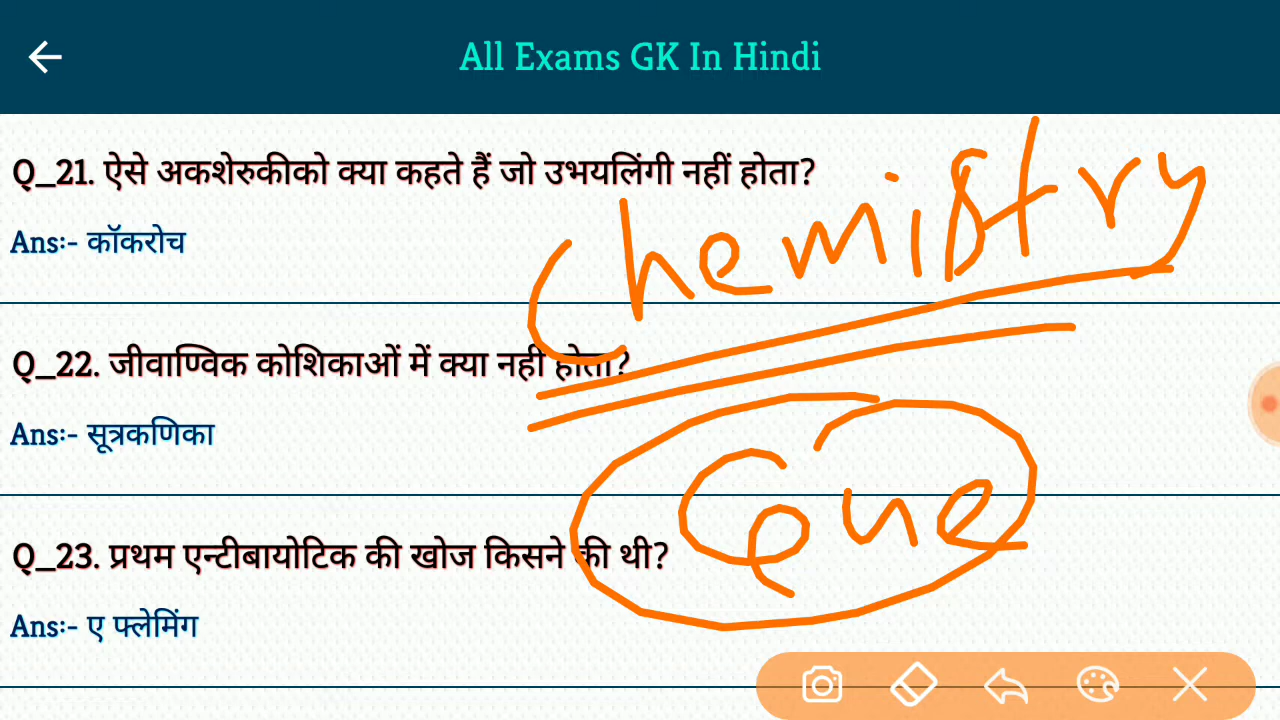 All Exams GK In Hindi
Q_21. ऐसे अकशेरुकीको क्या कहते हैं जो उभयलिंगी नहीं होता?
Ans:- कॉकरोच
Chemistry
Q_22. जीवाण्विक कोशिकाओं में क्या नहीं होता?
Ans:- सूत्रकणिका
Q_23. प्रथम एन्टीबायोटिक की खोज किसने की थी?
Ans:- ए फ्लेमिंग